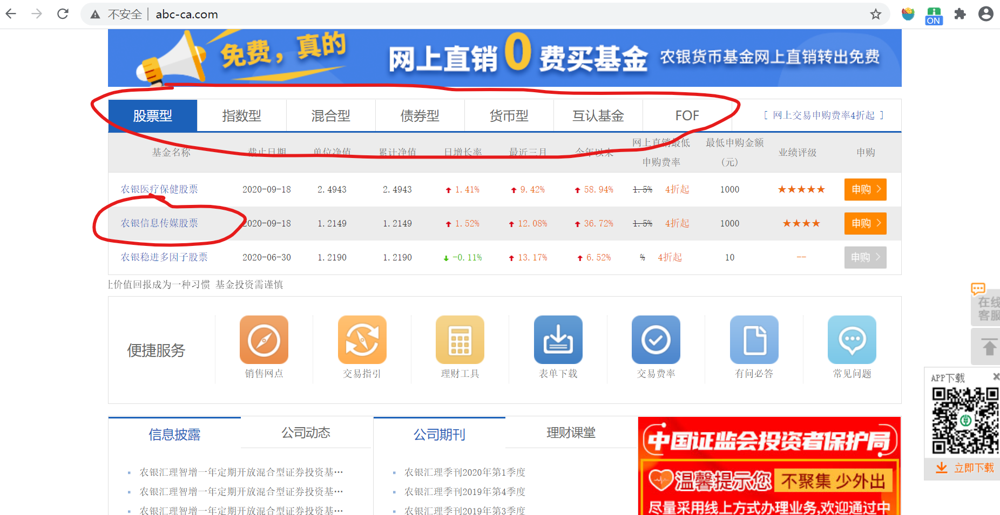 不安全 abc-ca.com
ON
免费，真的 网上直销0费买基金 农银货币基金网上直销转出免费
股票型 指数型 混合型 债券型 货币型 互认基金 FOF [ 网上交易申购费率4折起 ]
基金名称 截止日期 单位净值 累计净值 日增长率 最近三月 今年以来 网上直销最低申购费率 最低申购金额(元) 业绩评级 申购
农银医疗保健股票 2020-09-18 2.4943 2.4943 1.41% 9.42% 58.94% 1.5% 4折起 1000 ★★★★★ 申购
农银信息传媒股票 2020-09-18 1.2149 1.2149 1.52% 12.08% 36.72% 1.5% 4折起 1000 ★★★★ 申购
农银稳进多因子股票 2020-06-30 1.2190 1.2190 -0.11% 13.17% 6.52% % 4折起 10 -- 申购
价值回报成为一种习惯 基金投资需谨慎
在线
客服
便捷服务
销售网点 交易指引 理财工具 表单下载 交易费率 有问必答 常见问题
APP下载
立即下载
信息披露 公司动态 公司期刊 理财课堂
农银汇理智增一年定期开放混合型证券投资基… 农银汇理季刊2020年第1季度
农银汇理智增一年定期开放混合型证券投资基… 农银汇理季刊2019年第4季度
农银汇理智增一年定期开放混合型证券投资基… 农银汇理季刊2019年第3季度
中国证监会投资者保护局
温馨提示您 不聚集 少外出
尽量采用线上方式办理业务,欢迎通过中